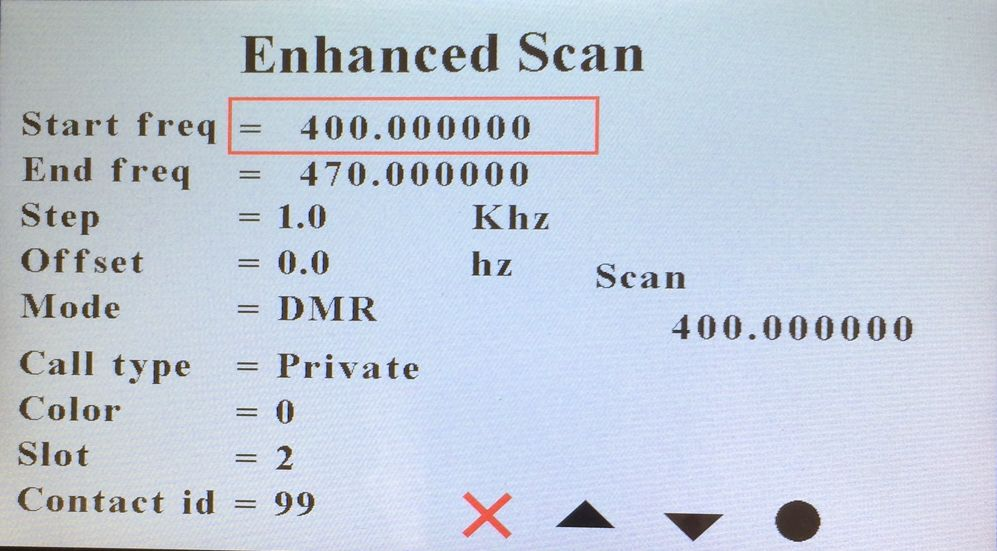 Enhanced Scan
Start freq = 400.000000
End freq = 470.000000
Step = 1.0 Khz
Offset = 0.0 hz
Scan
Mode = DMR
400.000000
Call type = Private
Color = 0
Slot = 2
Contact id = 99